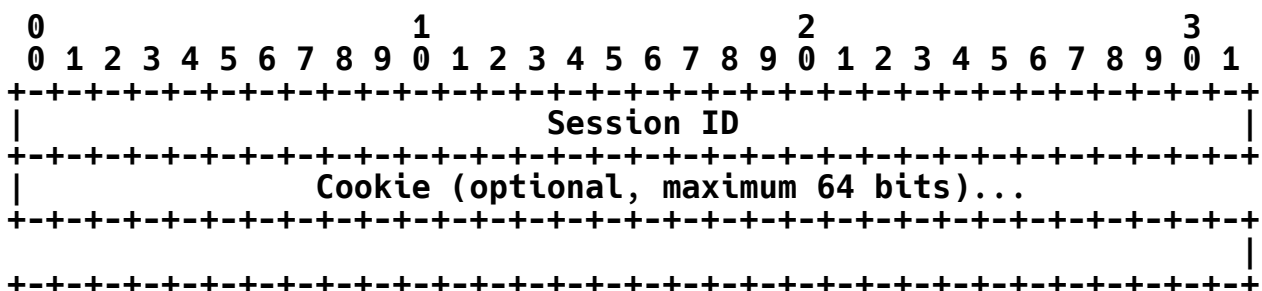 0                   1                   2                   3
 0 1 2 3 4 5 6 7 8 9 0 1 2 3 4 5 6 7 8 9 0 1 2 3 4 5 6 7 8 9 0 1
+-+-+-+-+-+-+-+-+-+-+-+-+-+-+-+-+-+-+-+-+-+-+-+-+-+-+-+-+-+-+-+-+
|                           Session ID                          |
+-+-+-+-+-+-+-+-+-+-+-+-+-+-+-+-+-+-+-+-+-+-+-+-+-+-+-+-+-+-+-+-+
|               Cookie (optional, maximum 64 bits)...
+-+-+-+-+-+-+-+-+-+-+-+-+-+-+-+-+-+-+-+-+-+-+-+-+-+-+-+-+-+-+-+-+
                                                                |
+-+-+-+-+-+-+-+-+-+-+-+-+-+-+-+-+-+-+-+-+-+-+-+-+-+-+-+-+-+-+-+-+